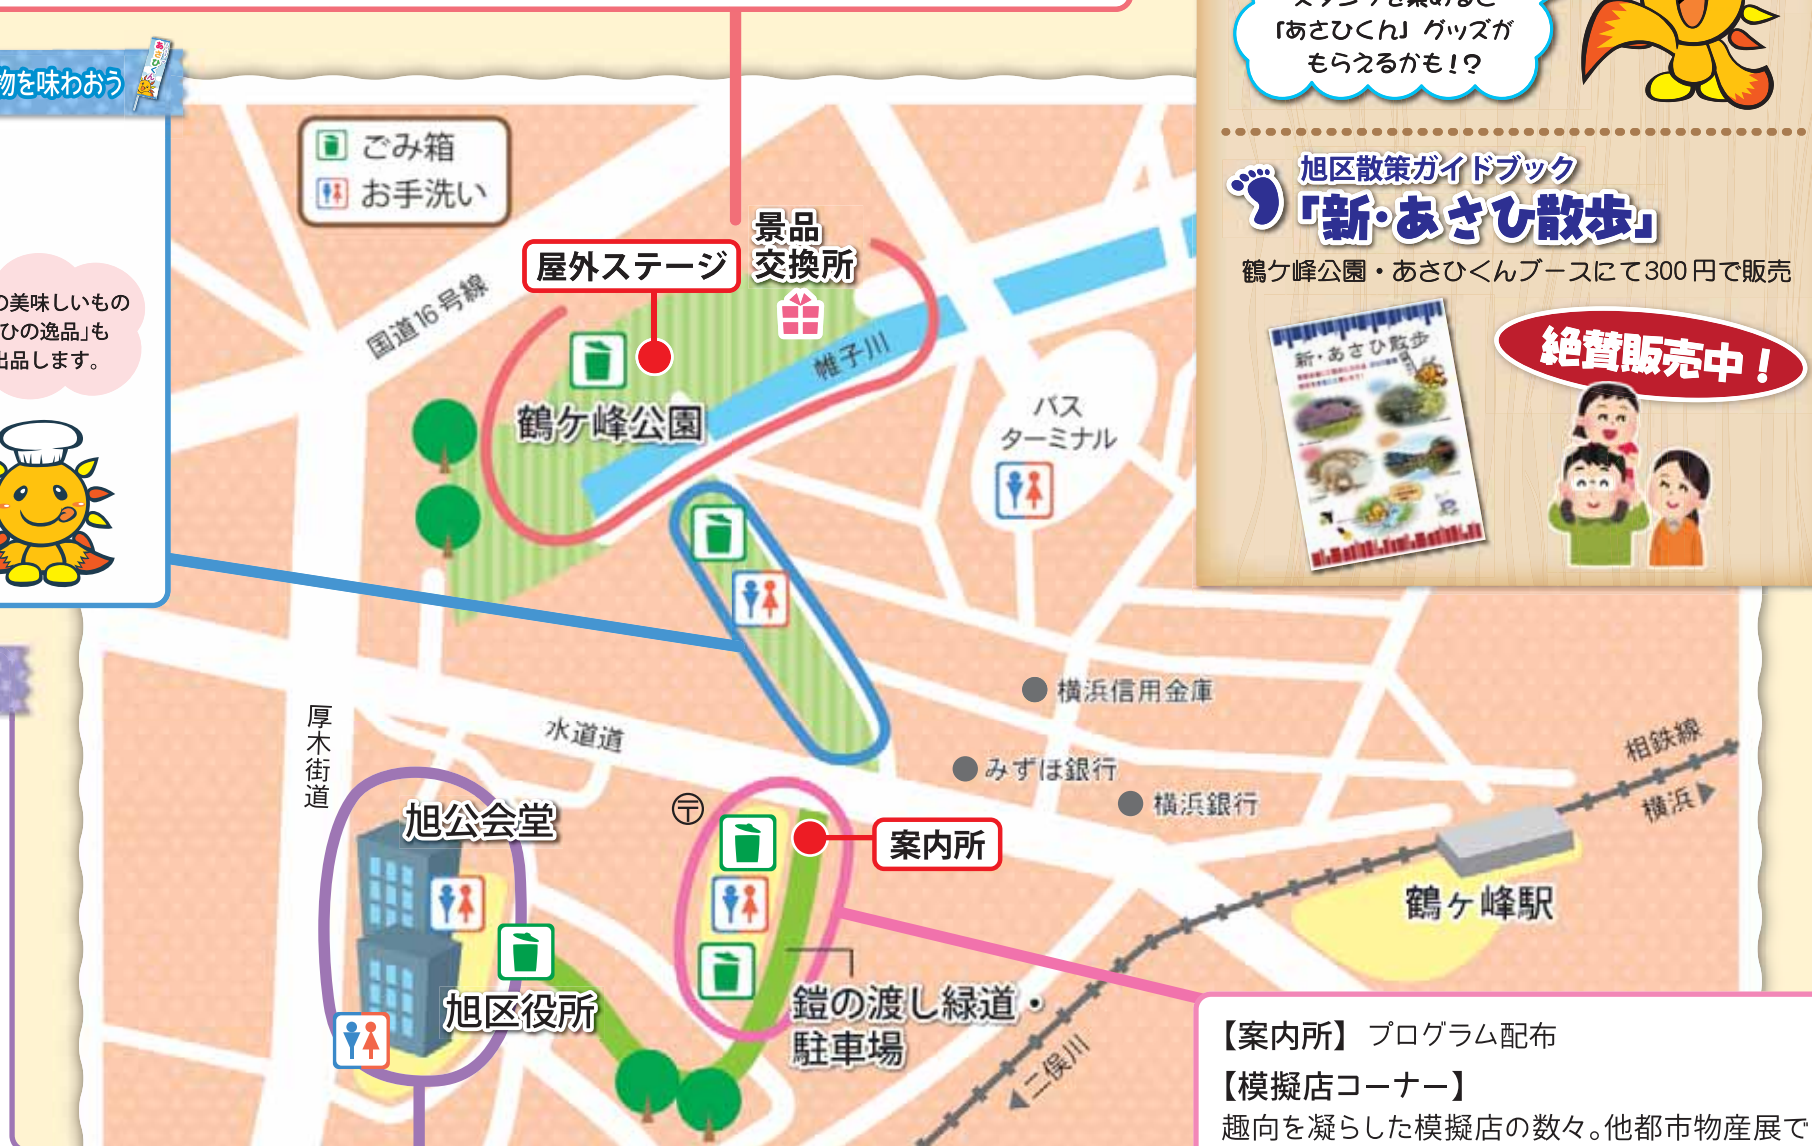 「あさひくん」グッズが
もらえるかも!?
物を味わおう
あさひくん
ごみ箱
お手洗い
旭区散策ガイドブック
「新・あさひ散歩」
鶴ケ峰公園・あさひくんブースにて300円で販売
新・あさひ散歩
絶賛販売中!
の美味しいもの
ひの逸品」も
出品します。
国道16号線
屋外ステージ
景品
交換所
帷子川
鶴ケ峰公園
バス
ターミナル
横浜信用金庫
みずほ銀行
横浜銀行
厚木街道
水道道
相鉄線
横浜▶
旭公会堂
〒
案内所
鶴ヶ峰駅
旭区役所
鎧の渡し緑道・
駐車場
◀二俣川
【案内所】プログラム配布
【模擬店コーナー】
趣向を凝らした模擬店の数々。他都市物産展で